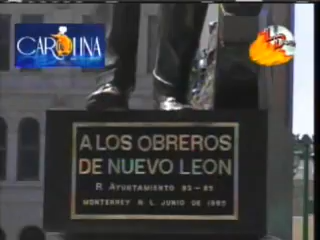 CAROLINA
A LOS OBREROS
DE NUEVO LEON
R. AYUNTAMIENTO 83-85
MONTERREY N L JUNIO DE 1985